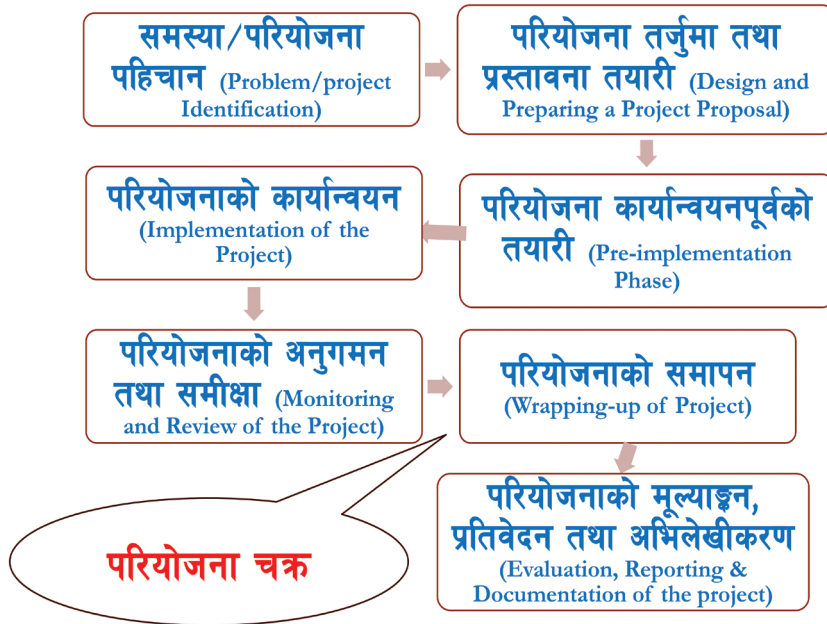 समस्या/परियोजना
पहिचान (Problem/project
Identification)
परियोजना तर्जुमा तथा
प्रस्तावना तयारी (Design and
Preparing a Project Proposal)
परियोजना कार्यान्वयनपूर्वको
तयारी (Pre-implementation
Phase)
परियोजनाको कार्यान्वयन
(Implementation of the
Project)
परियोजनाको अनुगमन
तथा समीक्षा (Monitoring
and Review of the Project)
परियोजनाको समापन
(Wrapping-up of Project)
परियोजनाको मूल्याङ्कन,
प्रतिवेदन तथा अभिलेखीकरण
(Evaluation, Reporting &
Documentation of the project)
परियोजना चक्र